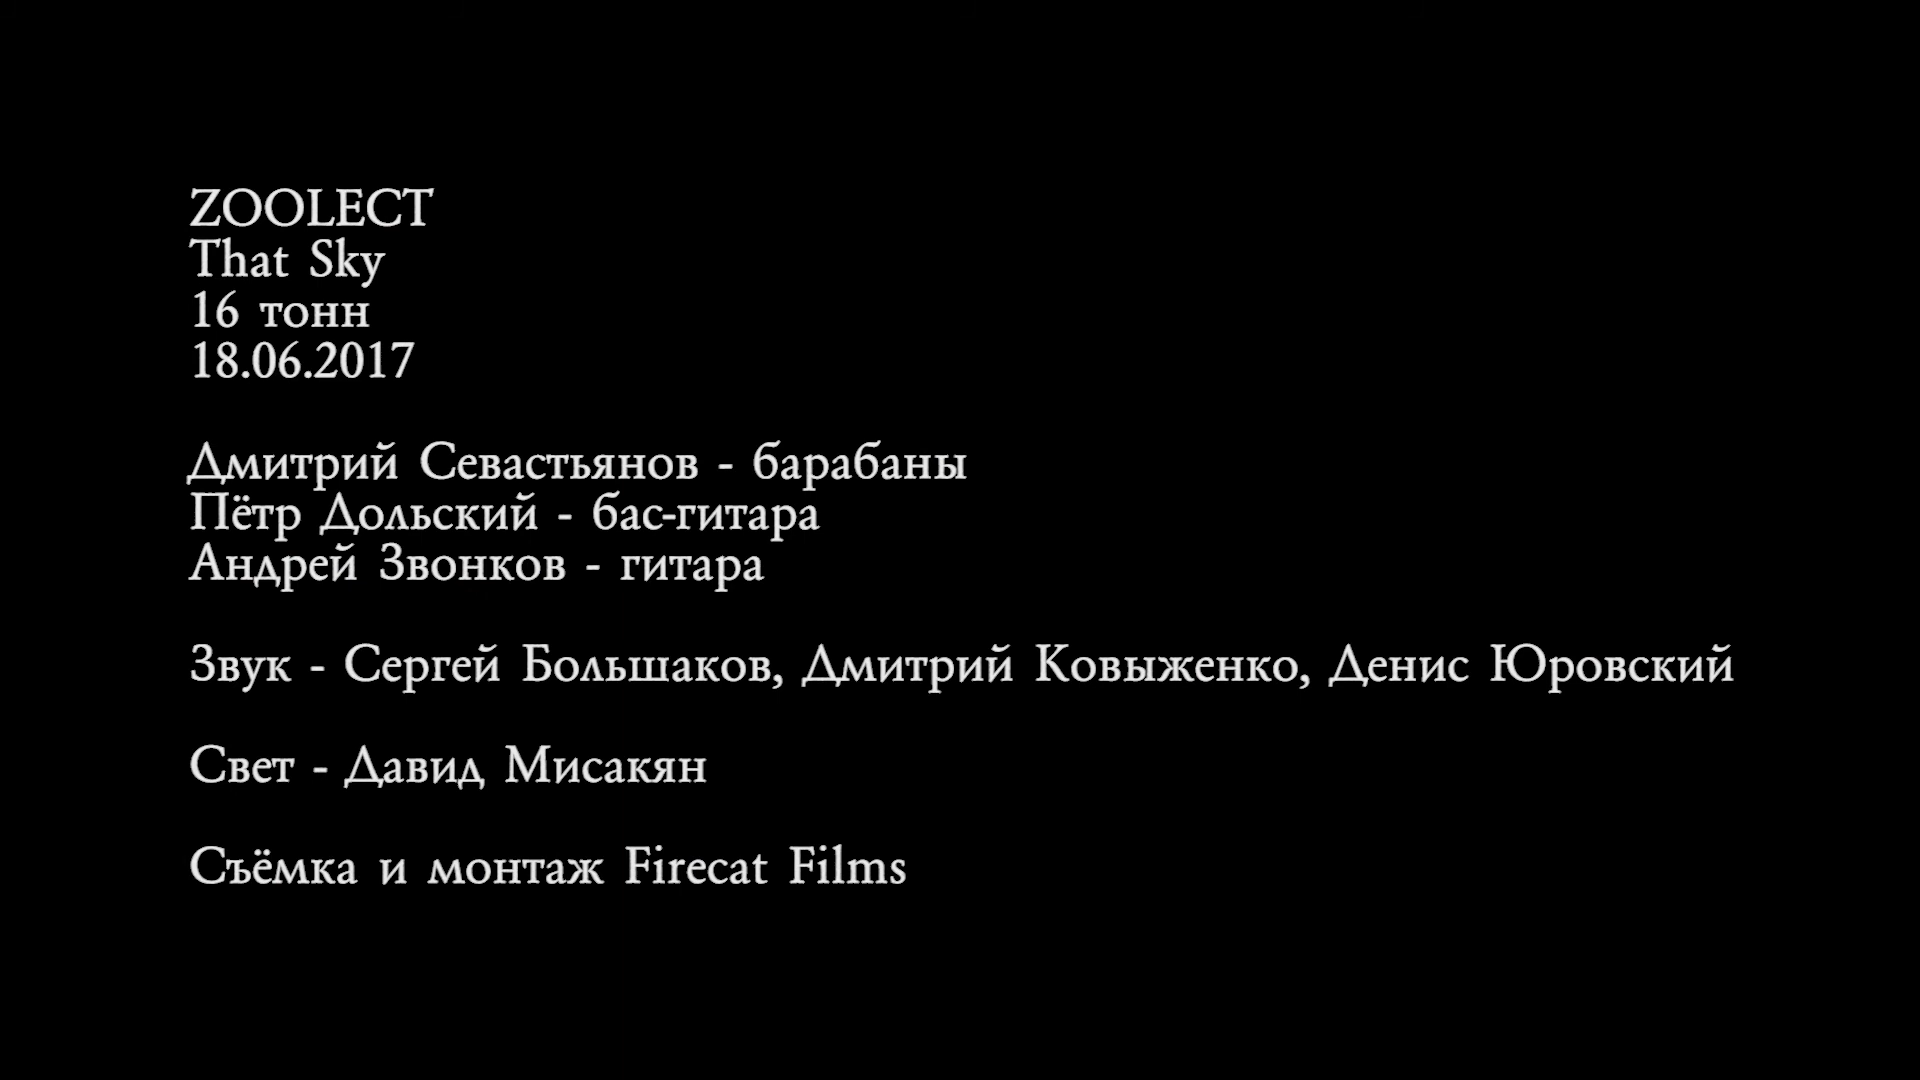 ZOOLECT
That Sky
16 тонн
18.06.2017
Дмитрий Севастьянов - барабаны
Пётр Дольский - бас-гитара
Андрей Звонков - гитара
Звук - Сергей Большаков, Дмитрий Ковыженко, Денис Юровский
Свет - Давид Мисакян
Съёмка и монтаж Firecat Films